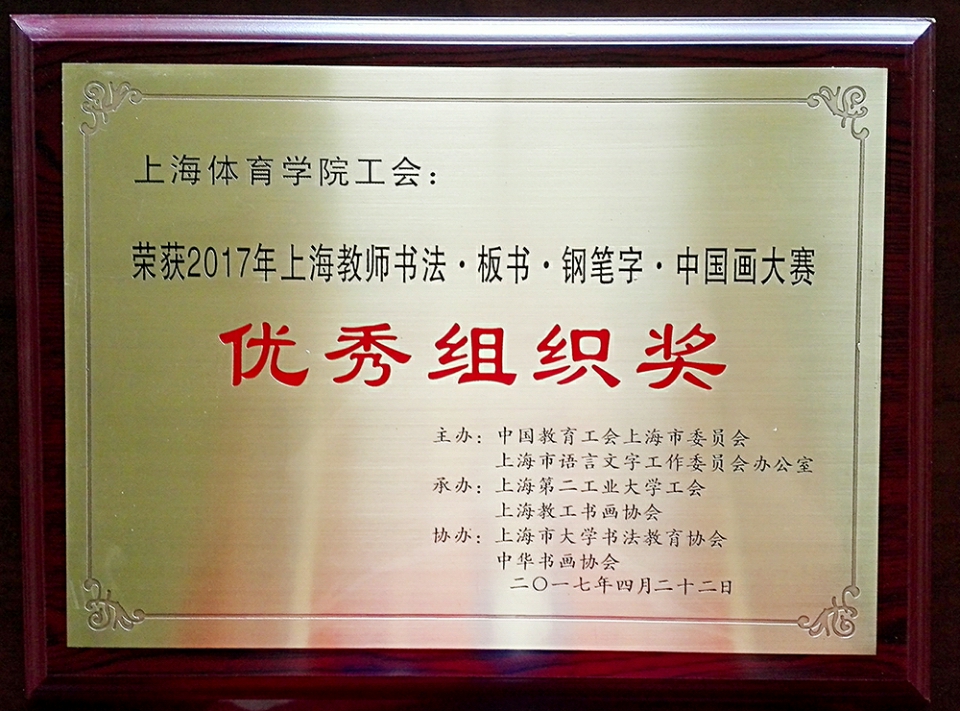 上海体育学院工会：
荣获2017年上海教师书法·板书·钢笔字·中国画大赛
优秀组织奖
主办：中国教育工会上海市委员会
上海市语言文字工作委员会办公室
承办：上海第二工业大学工会
上海教工书画协会
协办：上海市大学书法教育协会
中华书画协会
二〇一七年四月二十二日